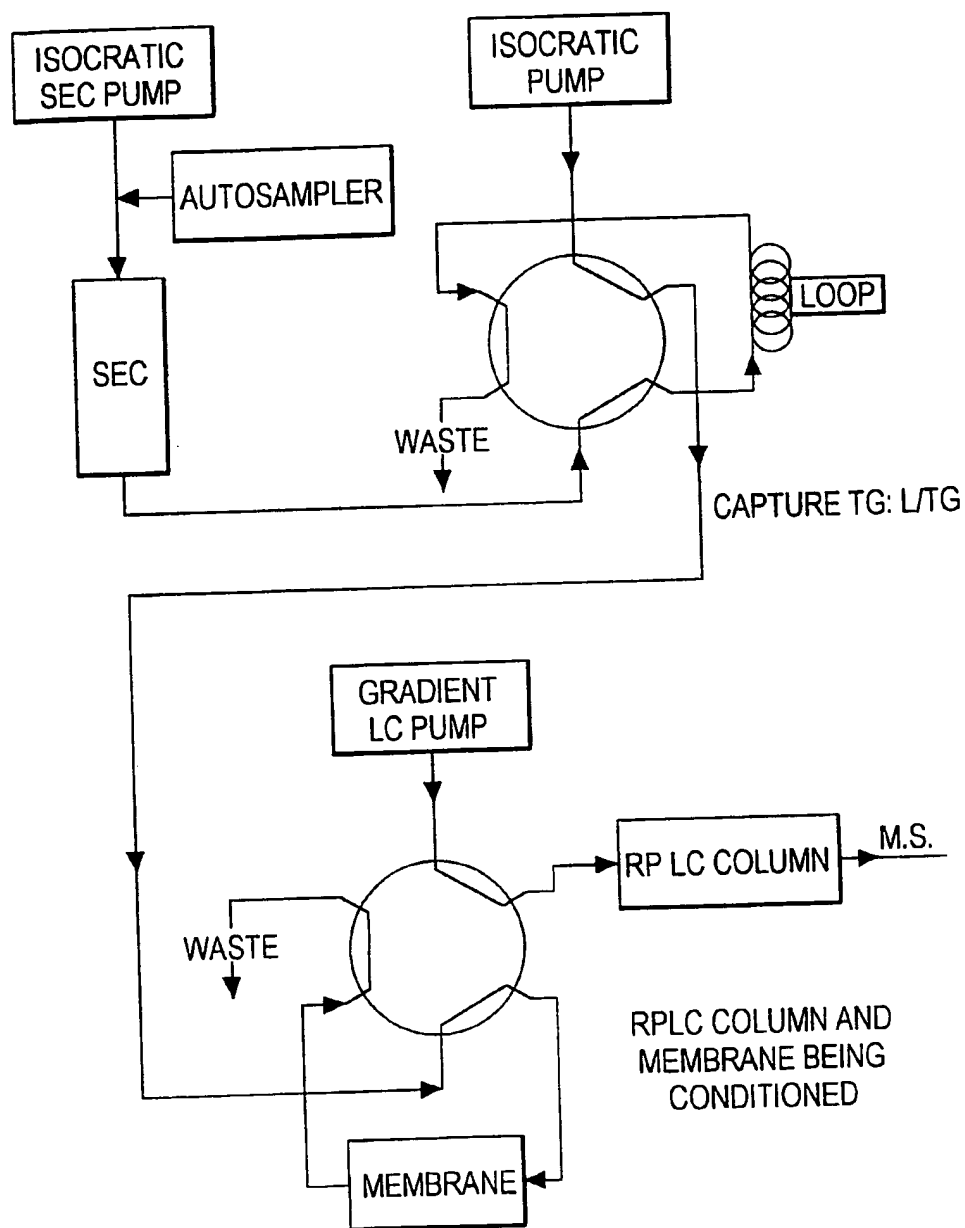 ISOCRATIC
SEC PUMP
ISOCRATIC
PUMP
AUTOSAMPLER
LOOP
SEC
WASTE
CAPTURE TG: L/TG
GRADIENT
LC PUMP
RP LC COLUMN
M.S.
WASTE
RPLC COLUMN AND
MEMBRANE BEING
CONDITIONED
MEMBRANE